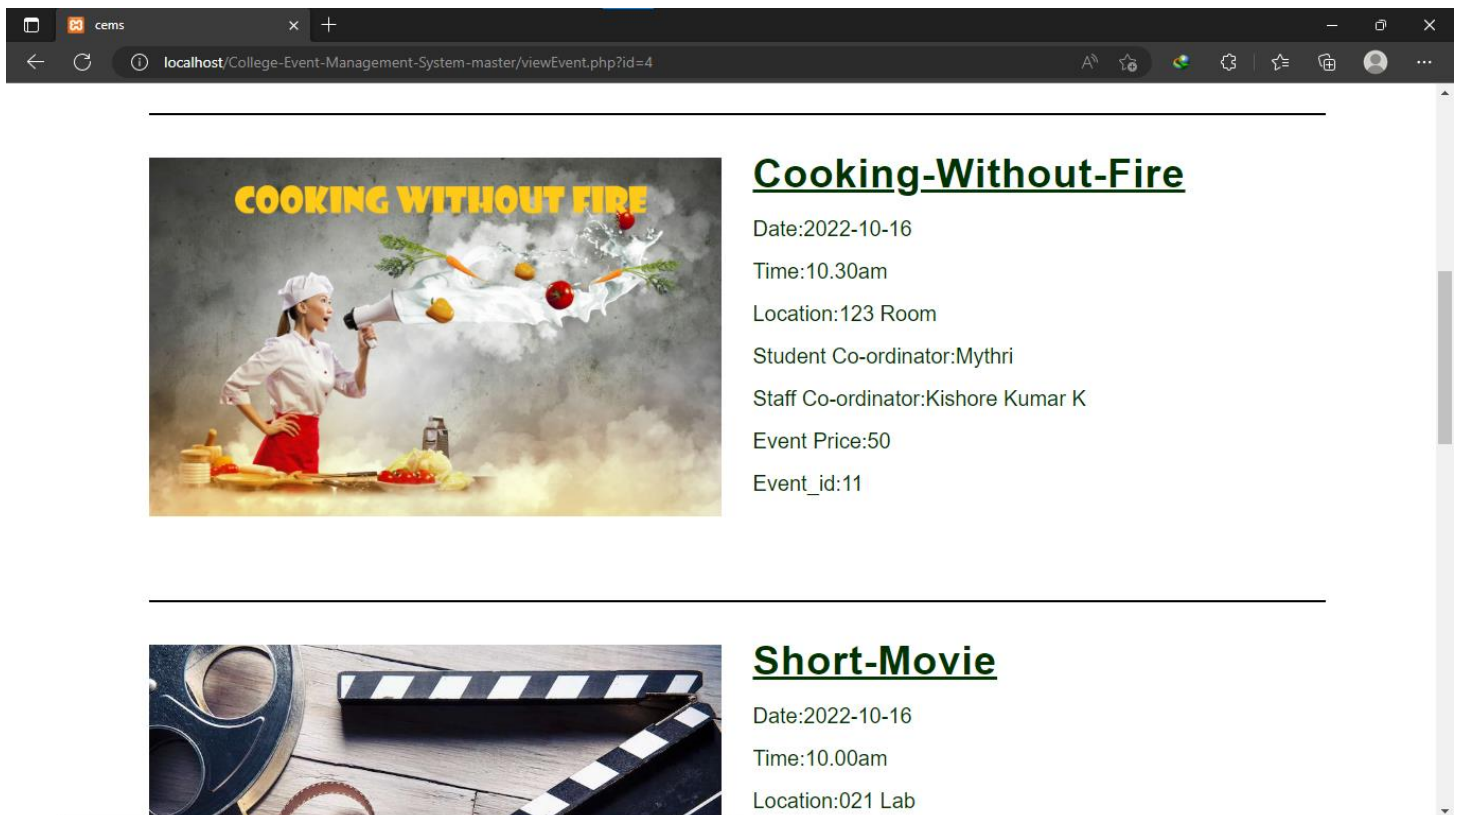 cems
localhost/College-Event-Management-System-master/viewEvent.php?id=4
COOKING WITHOUT FIRE
Cooking-Without-Fire
Date:2022-10-16
Time:10.30am
Location:123 Room
Student Co-ordinator:Mythri
Staff Co-ordinator:Kishore Kumar K
Event Price:50
Event_id:11
Short-Movie
Date:2022-10-16
Time:10.00am
Location:021 Lab